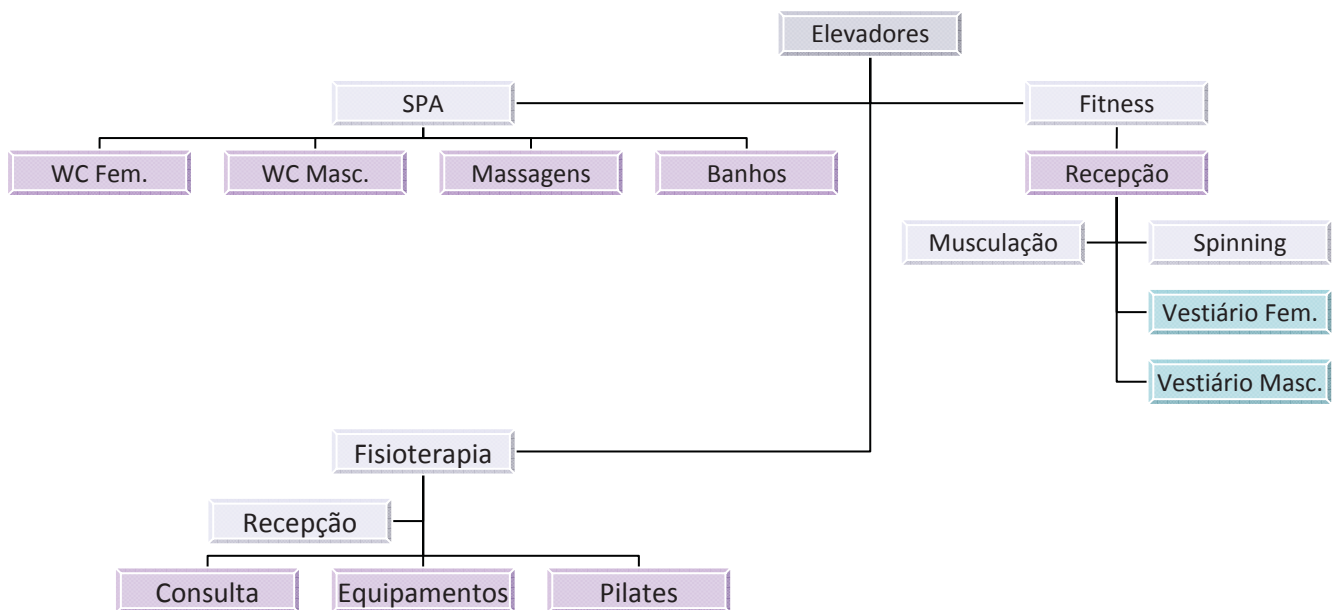 Elevadores
SPA
Fitness
WC Fem.
WC Masc.
Massagens
Banhos
Recepção
Musculação
Spinning
Vestiário Fem.
Vestiário Masc.
Fisioterapia
Recepção
Consulta
Equipamentos
Pilates